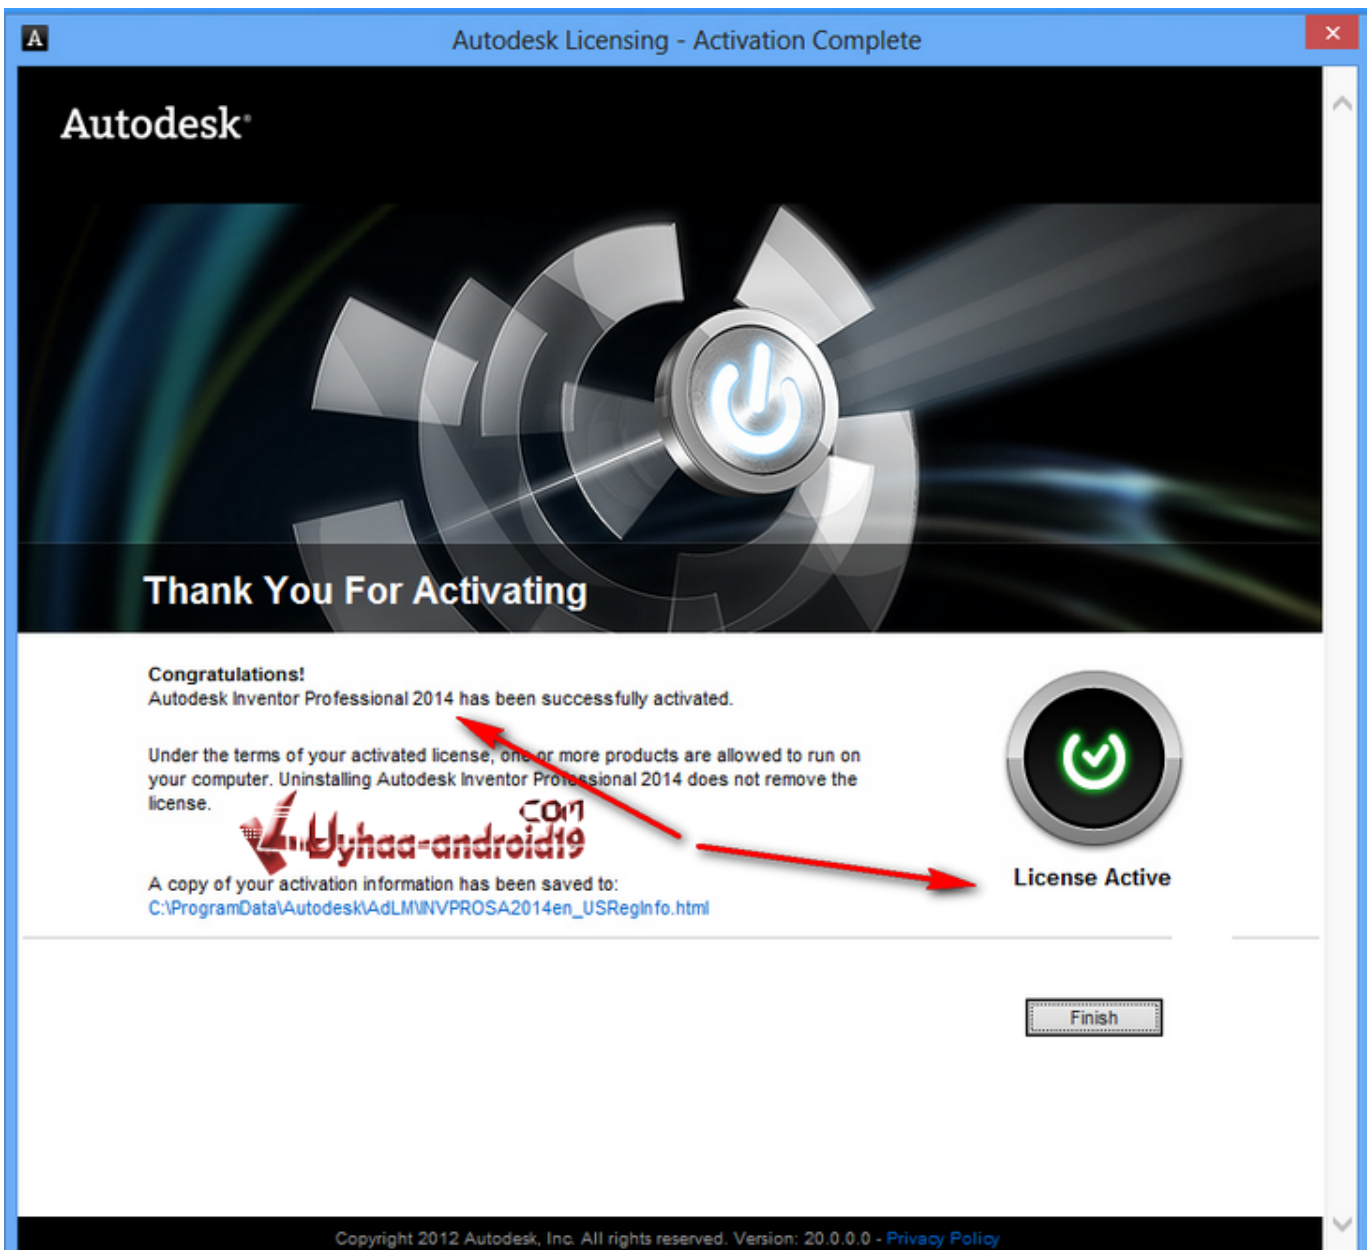 Autodesk Licensing - Activation Complete
Autodesk®
Thank You For Activating
Congratulations!
Autodesk Inventor Professional 2014 has been successfully activated.
Under the terms of your activated license, one or more products are allowed to run on
your computer. Uninstalling Autodesk Inventor Professional 2014 does not remove the
license.
com
Uyhaa-android19
A copy of your activation information has been saved to:
C:\ProgramData\Autodesk\AdLM\INVPROSA2014en_USRegInfo.html
License Active
Finish
Copyright 2012 Autodesk, Inc. All rights reserved. Version: 20.0.0.0 - Privacy Policy